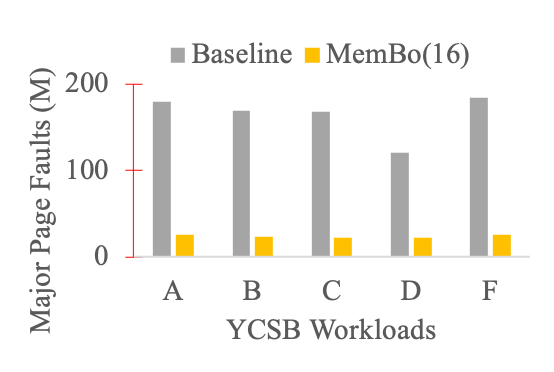 Baseline MemBo(16)
Major Page Faults (M)
200
100
0
A B C D F
YCSB Workloads